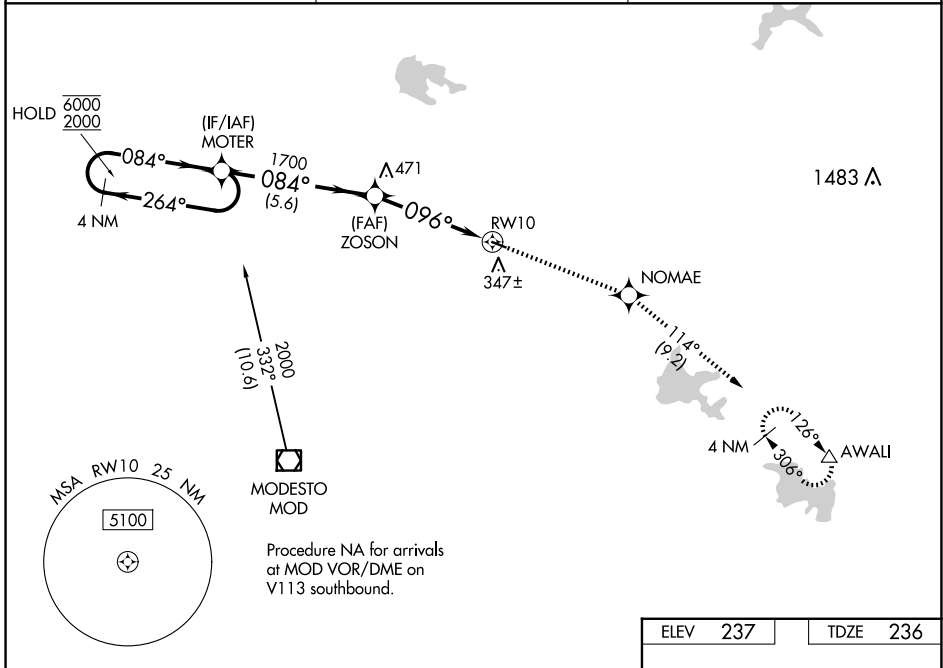 HOLD 6000
2000
(IF/IAF)
MOTER
084°
264°
4 NM
1700
084°
(5.6)
471
(FAF)
ZOSON
096°
RW10
347±
1483
NOMAE
114°
(9.2)
2000
332°
(10.6)
MODESTO
MOD
4 NM
126°
306°
AWALI
MSA RW10 25 NM
5100
Procedure NA for arrivals
at MOD VOR/DME on
V113 southbound.
ELEV 237
TDZE 236